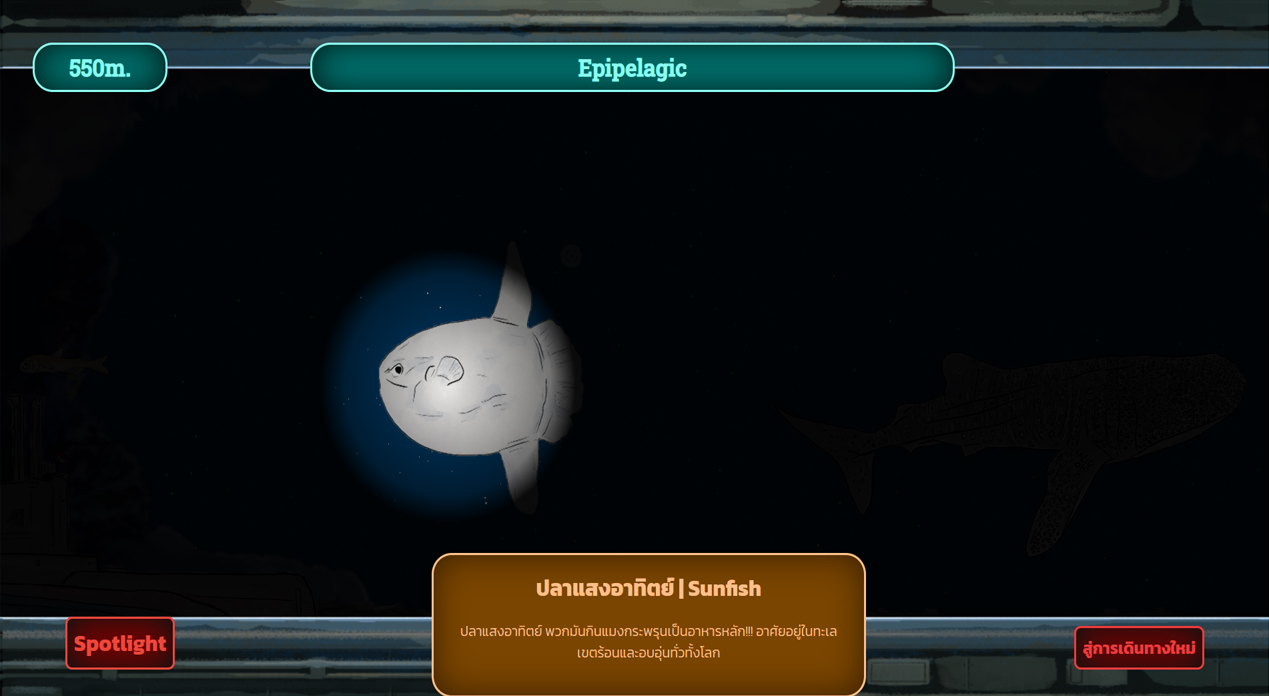 550m.
Epipelagic
ปลาแสงอาทิตย์ | Sunfish
ปลาแสงอาทิตย์ พวกมันกินแมงกระพรุนเป็นอาหารหลัก!!! อาศัยอยู่ในทะเล
เขตร้อนและอบอุ่นทั่วทั้งโลก
Spotlight
สู่การเดินทางใหม่